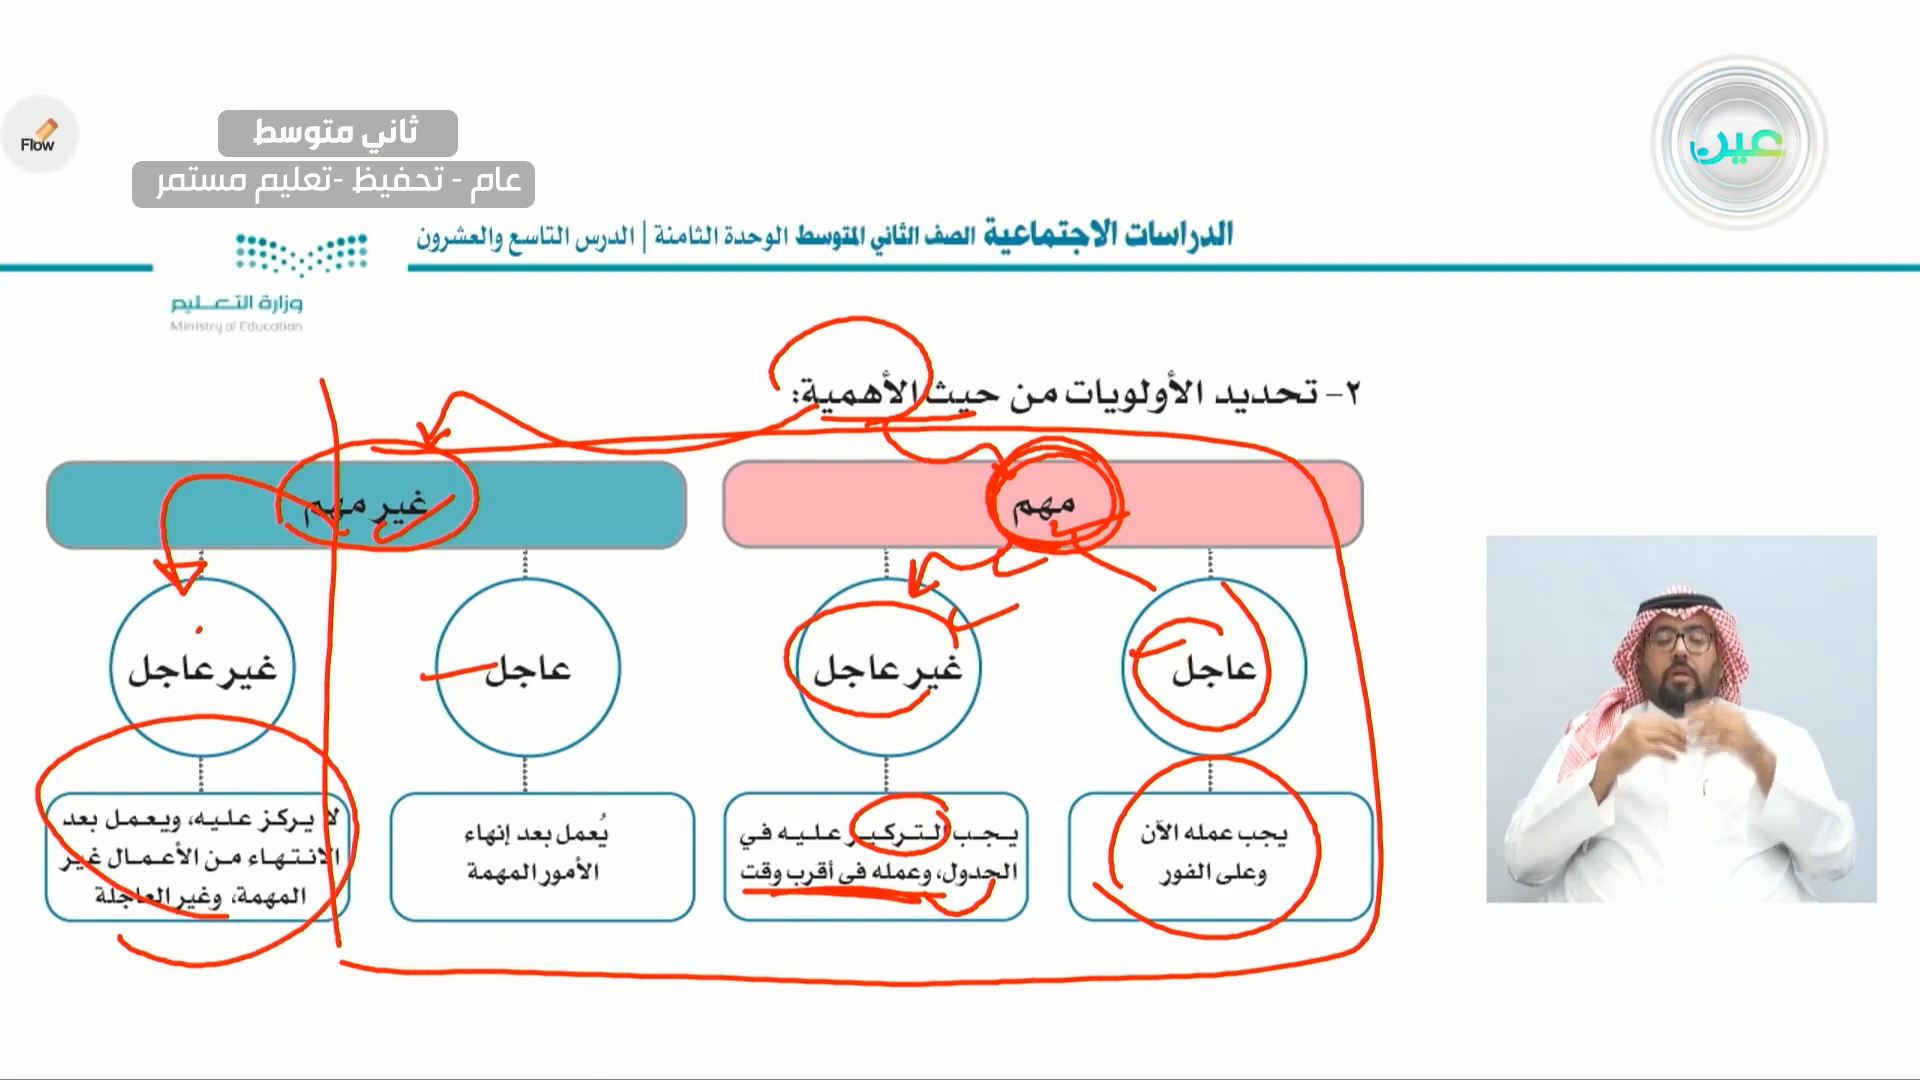 عين
Flow
ثاني متوسط
عام - تحفيظ -تعليم مستمر
الدراسات الاجتماعية الصف الثاني المتوسط الوحدة الثامنة | الدرس التاسع والعشرون
وزارة التعليم
Ministry of Education
٢- تحديد الأولويات من حيث الأهمية:
مهم
غير مهم
عاجل
غير عاجل
عاجل
غير عاجل
يجب عمله الآن
وعلى الفور
يجب التركيز عليه في
الجدول، وعمله في أقرب وقت
يُعمل بعد إنهاء
الأمور المهمة
لا يركز عليه، ويعمل بعد
الانتهاء من الأعمال غير
المهمة، وغير العاجلة